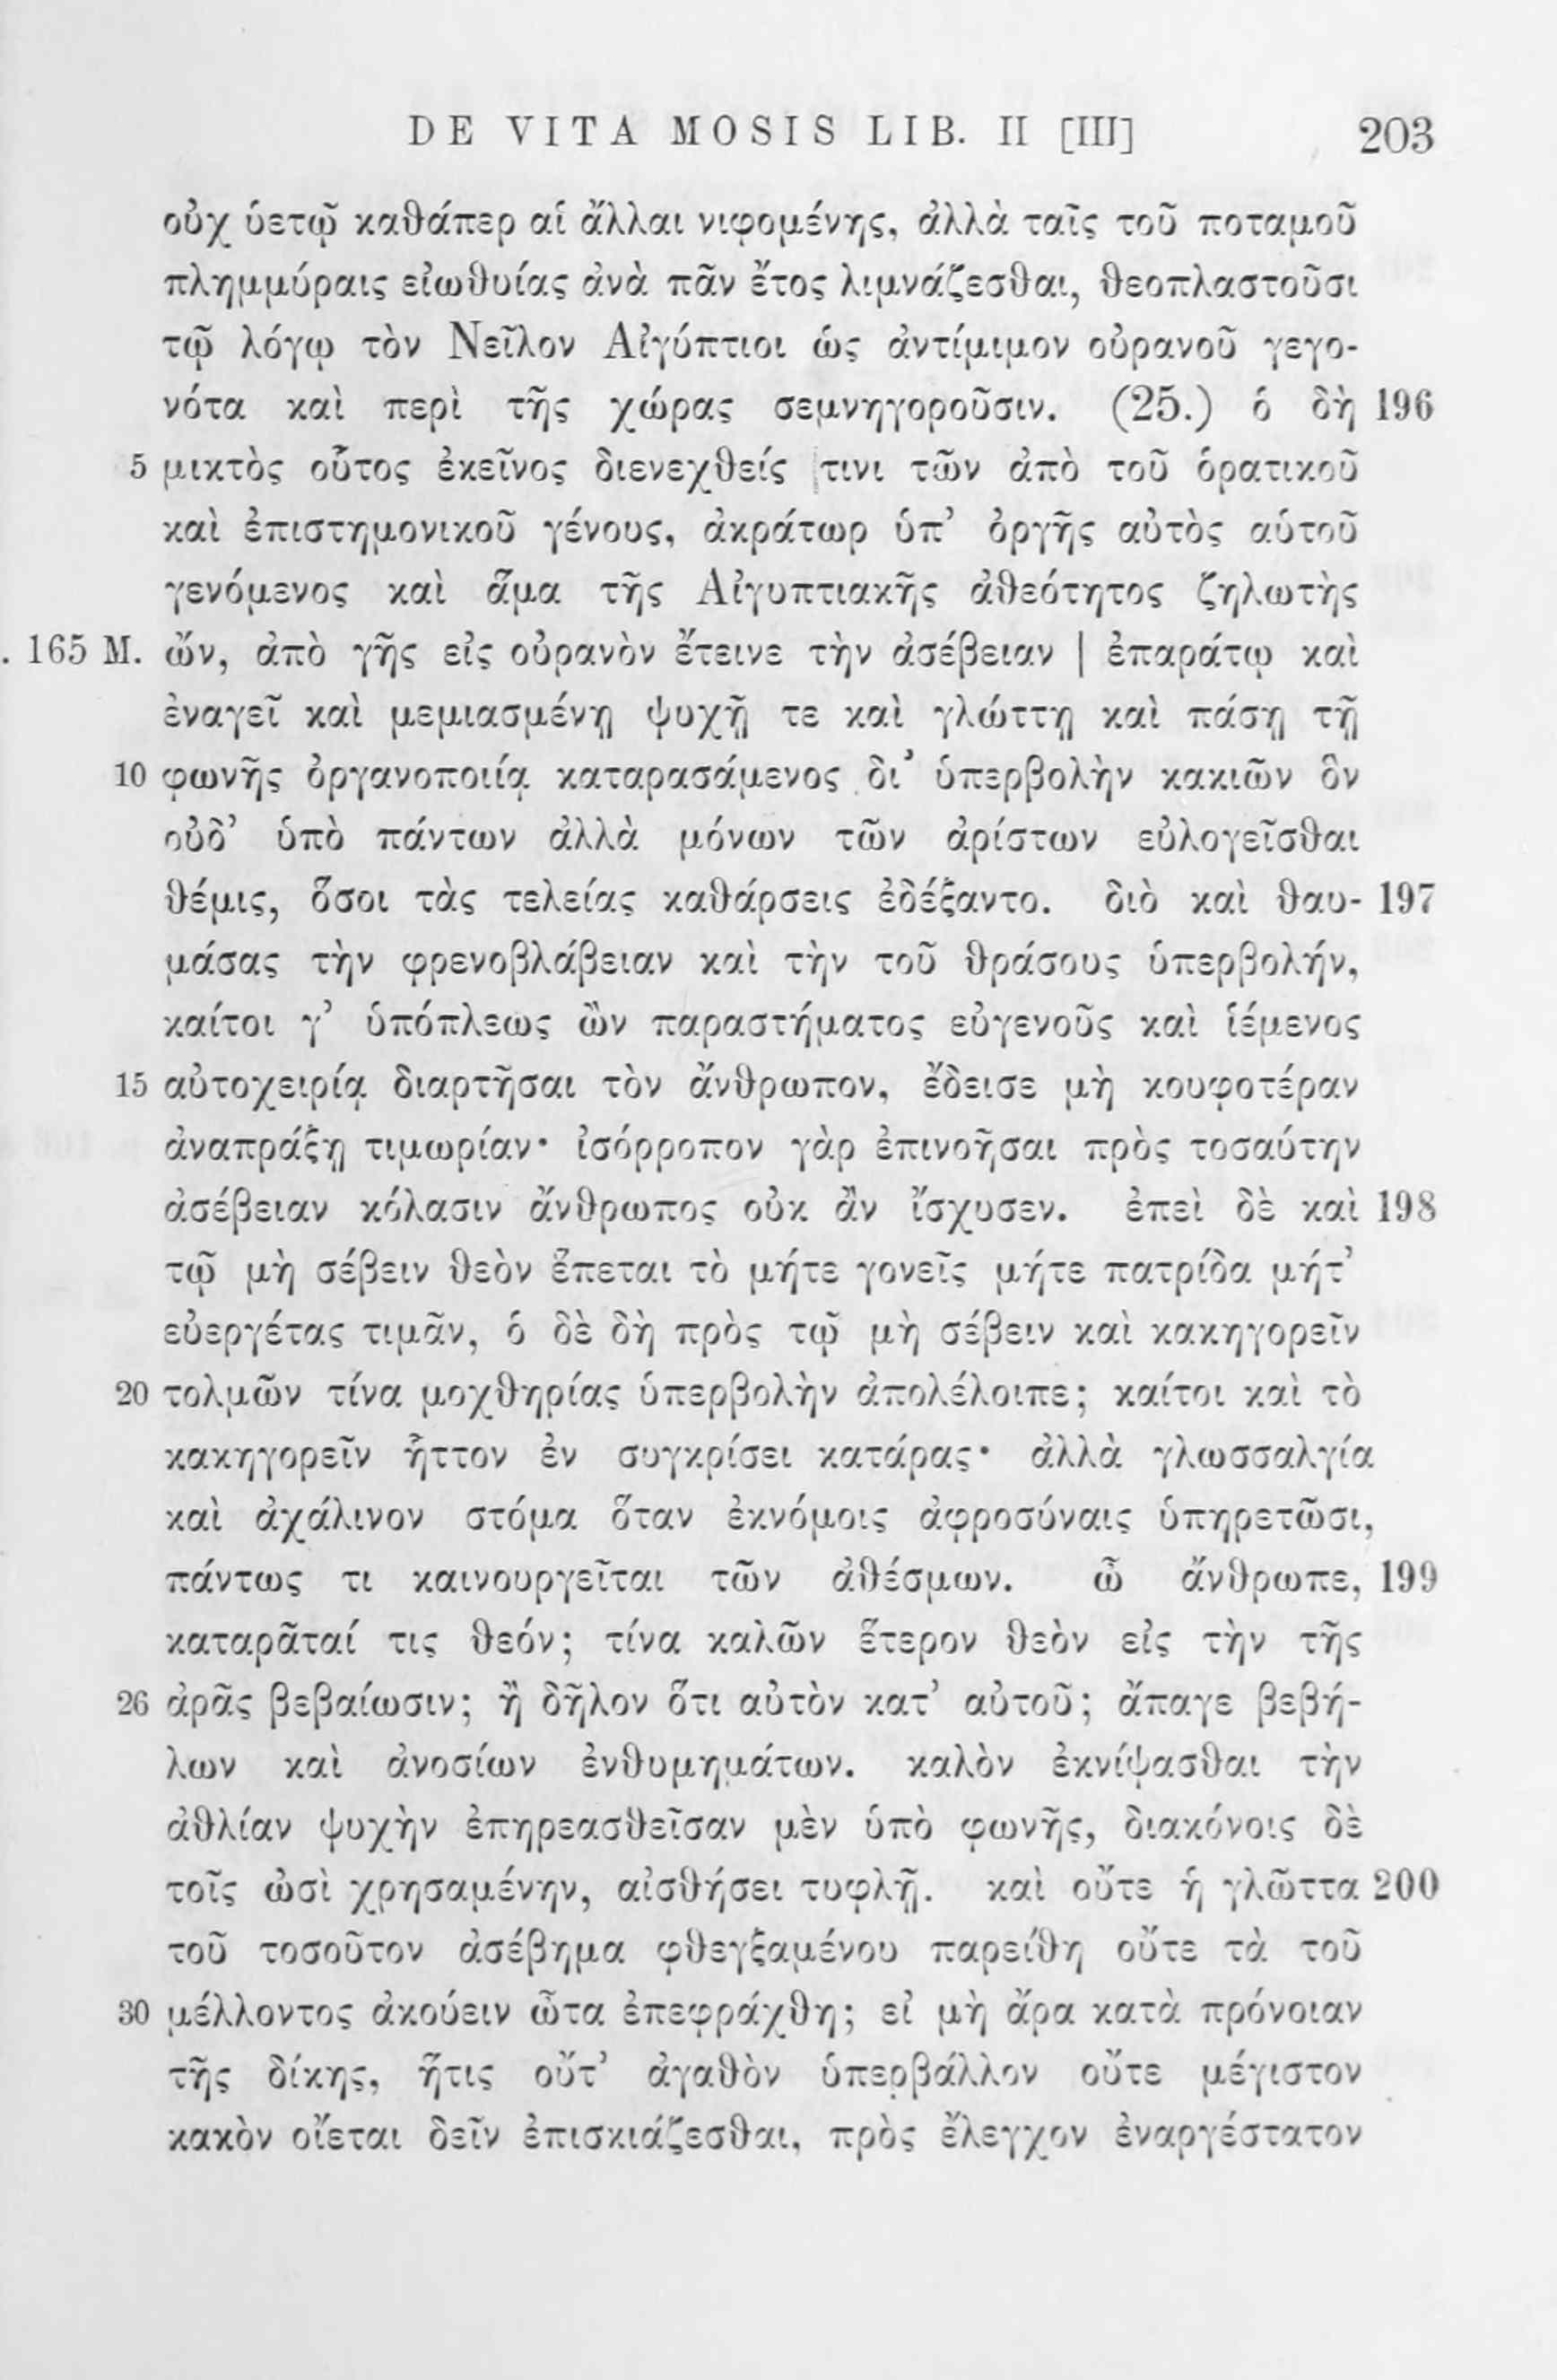 DE VITA MOSIS LIB. II [III] 203
οὐχ ὑετῷ καθάπερ αἱ ἄλλαι νιφομένης, ἀλλὰ ταῖς τοῦ ποταμοῦ
πλημμύραις εἰωθυίας ἀνὰ πᾶν ἔτος λιμνάζεσθαι, θεοπλαστοῦσι
τῷ λόγῳ τὸν Νεῖλον Αἰγύπτιοι ὡς ἀντίμιμον οὐρανοῦ γεγο-
νότα καὶ περὶ τῆς χώρας σεμνηγοροῦσιν. (25.) ὁ δὴ 196
5 μικτὸς οὗτος ἐκεῖνος διενεχθείς τινι τῶν ἀπὸ τοῦ ὁρατικοῦ
καὶ ἐπιστημονικοῦ γένους, ἀκράτωρ ὑπ’ ὀργῆς αὐτὸς αὑτοῦ
γενόμενος καὶ ἅμα τῆς Αἰγυπτιακῆς ἀθεότητος ζηλωτὴς
. 165 M. ὤν, ἀπὸ γῆς εἰς οὐρανὸν ἔτεινε τὴν ἀσέβειαν | ἐπαράτῳ καὶ
ἐναγεῖ καὶ μεμιασμένῃ ψυχῇ τε καὶ γλώττῃ καὶ πάσῃ τῇ
10 φωνῆς ὀργανοποιίᾳ καταρασάμενος δι’ ὑπερβολὴν κακιῶν ὃν
οὐδ’ ὑπὸ πάντων ἀλλὰ μόνων τῶν ἀρίστων εὐλογεῖσθαι
θέμις, ὅσοι τὰς τελείας καθάρσεις ἐδέξαντο. διὸ καὶ θαυ- 197
μάσας τὴν φρενοβλάβειαν καὶ τὴν τοῦ θράσους ὑπερβολήν,
καίτοι γ’ ὑπόπλεως ὢν παραστήματος εὐγενοῦς καὶ ἱέμενος
15 αὐτοχειρίᾳ διαρτῆσαι τὸν ἄνθρωπον, ἔδεισε μὴ κουφοτέραν
ἀναπράξῃ τιμωρίαν· ἰσόρροπον γὰρ ἐπινοῆσαι πρὸς τοσαύτην
ἀσέβειαν κόλασιν ἄνθρωπος οὐκ ἂν ἴσχυσεν. ἐπεὶ δὲ καὶ 198
τῷ μὴ σέβειν θεὸν ἕπεται τὸ μήτε γονεῖς μήτε πατρίδα μήτ’
εὐεργέτας τιμᾶν, ὁ δὲ δὴ πρὸς τῷ μὴ σέβειν καὶ κακηγορεῖν
20 τολμῶν τίνα μοχθηρίας ὑπερβολὴν ἀπολέλοιπε; καίτοι καὶ τὸ
κακηγορεῖν ἧττον ἐν συγκρίσει κατάρας· ἀλλὰ γλωσσαλγία
καὶ ἀχάλινον στόμα ὅταν ἐκνόμοις ἀφροσύναις ὑπηρετῶσι,
πάντως τι καινουργεῖται τῶν ἀθέσμων. ὦ ἄνθρωπε, 199
καταρᾶταί τις θεόν; τίνα καλῶν ἕτερον θεὸν εἰς τὴν τῆς
26 ἀρᾶς βεβαίωσιν; ἢ δῆλον ὅτι αὐτὸν κατ’ αὐτοῦ; ἄπαγε βεβή-
λων καὶ ἀνοσίων ἐνθυμημάτων. καλὸν ἐκνίψασθαι τὴν
ἀθλίαν ψυχὴν ἐπηρεασθεῖσαν μὲν ὑπὸ φωνῆς, διακόνοις δὲ
τοῖς ὠσὶ χρησαμένην, αἰσθήσει τυφλῇ. καὶ οὔτε ἡ γλῶττα 200
τοῦ τοσοῦτον ἀσέβημα φθεγξαμένου παρείθη οὔτε τὰ τοῦ
30 μέλλοντος ἀκούειν ὦτα ἐπεφράχθη; εἰ μὴ ἄρα κατὰ πρόνοιαν
τῆς δίκης, ἥτις οὔτ’ ἀγαθὸν ὑπερβάλλον οὔτε μέγιστον
κακὸν οἴεται δεῖν ἐπισκιάζεσθαι, πρὸς ἔλεγχον ἐναργέστατον